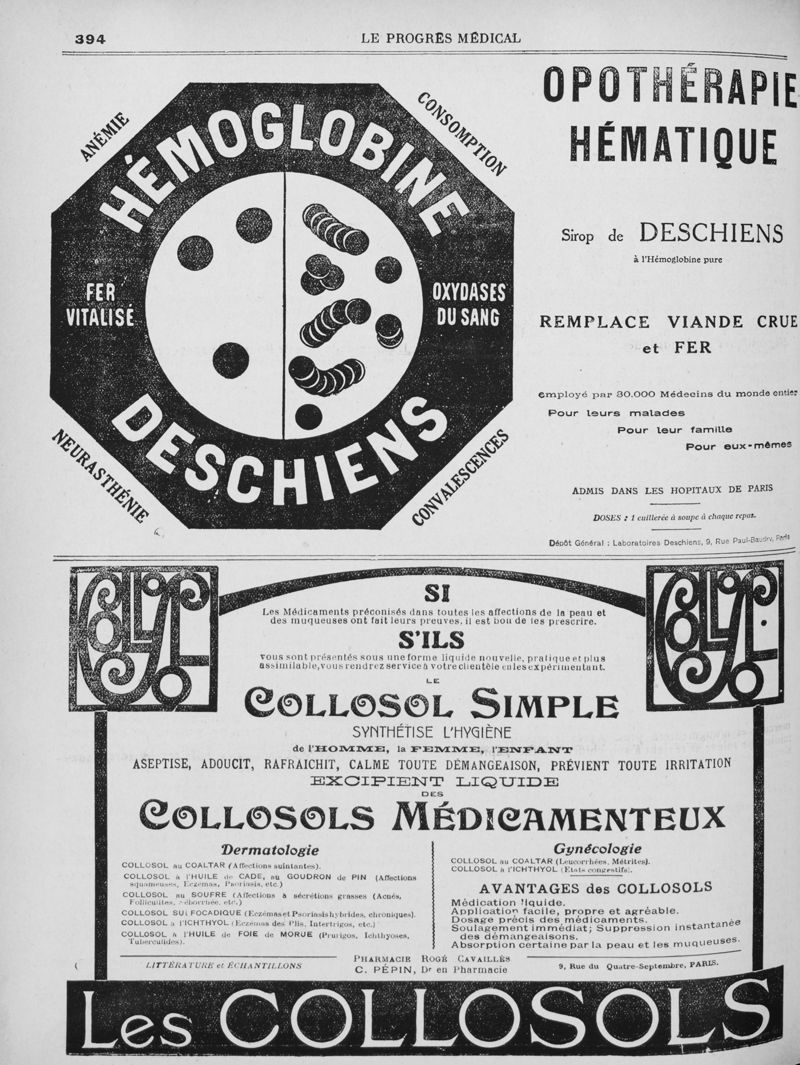 394
LE PROGRÈS MÉDICAL
ANÉMIE
CONSOMPTION
HÉMOGLOBINE
FER
VITALISÉ
OXYDASES
DU SANG
DESCHIENS
NEURASTHÉNIE
CONVALESCENCES
OPOTHÉRAPIE
HÉMATIQUE
Sirop de DESCHIENS
à l'Hémoglobine pure
REMPLACE VIANDE CRUE
et FER
employé par 30.000 Médecins du monde entier
Pour leurs malades
Pour leur famille
Pour eux-mêmes
ADMIS DANS LES HOPITAUX DE PARIS
DOSES : 1 cuillerée à soupe à chaque repas.
Dépôt Général : Laboratoires Deschiens, 9, Rue Paul-Baudry, Paris
SI
Les Médicaments préconisés dans toutes les affections de la peau et
des muqueuses ont fait leurs preuves, il est bon de les prescrire.
S'ILS
vous sont présentés sous une forme liquide nouvelle, pratique et plus
assimilable, vous rendrez service à votre clientèle en les expérimentant.
LE
COLLOSOL SIMPLE
SYNTHÉTISE L'HYGIÈNE
de l'HOMME, la FEMME, l'ENFANT
ASEPTISE, ADOUCIT, RAFRAICHIT, CALME TOUTE DÉMANGEAISON, PRÉVIENT TOUTE IRRITATION
EXCIPIENT LIQUIDE
DES
COLLOSOLS MÉDICAMENTEUX
Dermatologie
COLLOSOL au COALTAR (Affections suintantes).
COLLOSOL à l'HUILE de CADE, au GOUDRON de PIN (Affections
squameuses, Eczémas, Psoriasis, etc.)
COLLOSOL au SOUFRE (Affections à sécrétions grasses (Acnés,
Folliculites, Séborrhée, etc.)
COLLOSOL SULFOCADIQUE (Eczémas et Psoriasis hybrides, chroniques).
COLLOSOL à l'ICHTHYOL (Eczémas des Plis, Intertrigos, etc.)
COLLOSOL à l'HUILE de FOIE de MORUE (Prurigos, Ichthyoses,
Tuberculides).
Gynécologie
COLLOSOL au COALTAR (Leucorrhées, Métrites).
COLLOSOL à l'ICHTHYOL (Etats congestifs).
AVANTAGES des COLLOSOLS
Médication liquide.
Application facile, propre et agréable.
Dosage précis des médicaments.
Soulagement immédiat; Suppression instantanée
des démangeaisons.
Absorption certaine par la peau et les muqueuses.
LITTÉRATURE et ÉCHANTILLONS
PHARMACIE ROGÉ CAVAILLÈS
C. PÉPIN, Dr en Pharmacie
9, Rue du Quatre-Septembre, PARIS.
Les COLLOSOLS